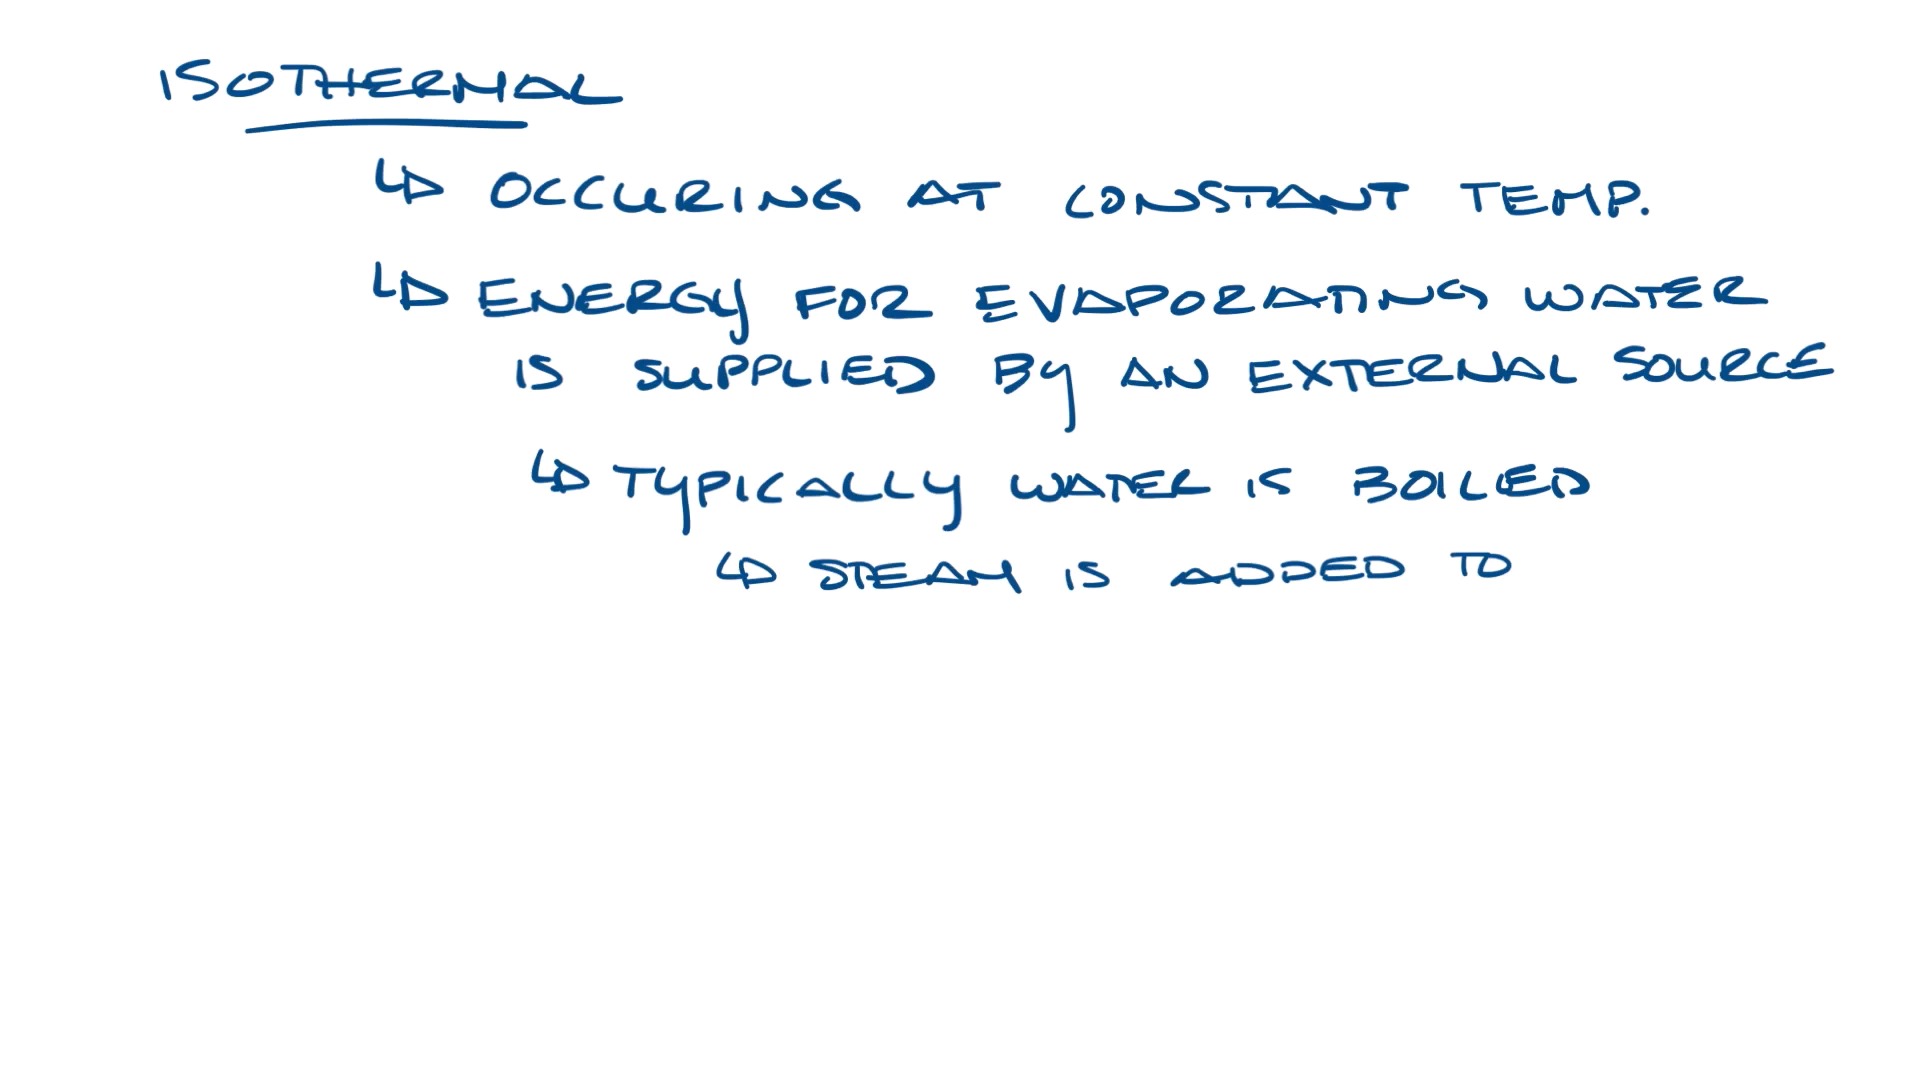 ISOTHERMAL
↳ OCCURING AT CONSTANT TEMP.
↳ ENERGY FOR EVAPORATING WATER
IS SUPPLIED BY AN EXTERNAL SOURCE
↳ TYPICALLY WATER IS BOILED
↳ STEAM IS ADDED TO